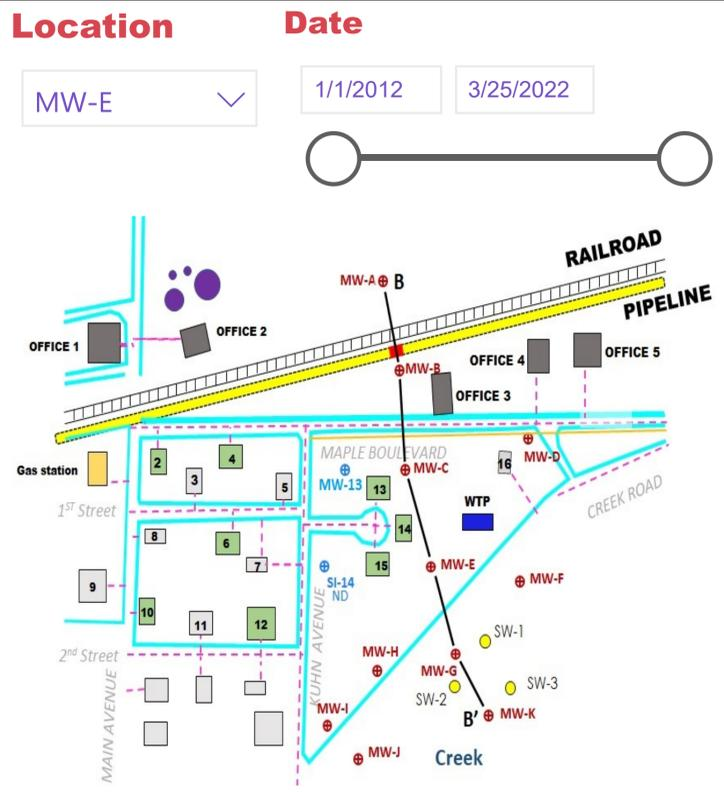 Location
Date
MW-E
1/1/2012
3/25/2022
RAILROAD
MW-A
B
PIPELINE
OFFICE 2
OFFICE 1
OFFICE 4
OFFICE 5
MW-B
OFFICE 3
MAPLE BOULEVARD
MW-D
2
4
Gas station
MW-C
16
MW-13
3
5
13
CREEK ROAD
1ST Street
WTP
14
8
6
7
15
MW-E
MW-F
SI-14
ND
9
10
11
12
KUHN AVENUE
SW-1
2nd Street
MW-H
MW-G
SW-2
SW-3
MAIN AVENUE
MW-I
B'
MW-K
MW-J
Creek